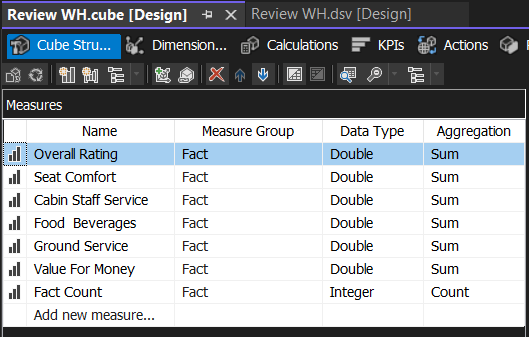 Review WH.cube [Design] Review WH.dsv [Design]
Cube Stru... Dimension... Calculations KPIs Actions
Measures
Name Measure Group Data Type Aggregation
Overall Rating Fact Double Sum
Seat Comfort Fact Double Sum
Cabin Staff Service Fact Double Sum
Food  Beverages Fact Double Sum
Ground Service Fact Double Sum
Value For Money Fact Double Sum
Fact Count Fact Integer Count
Add new measure...